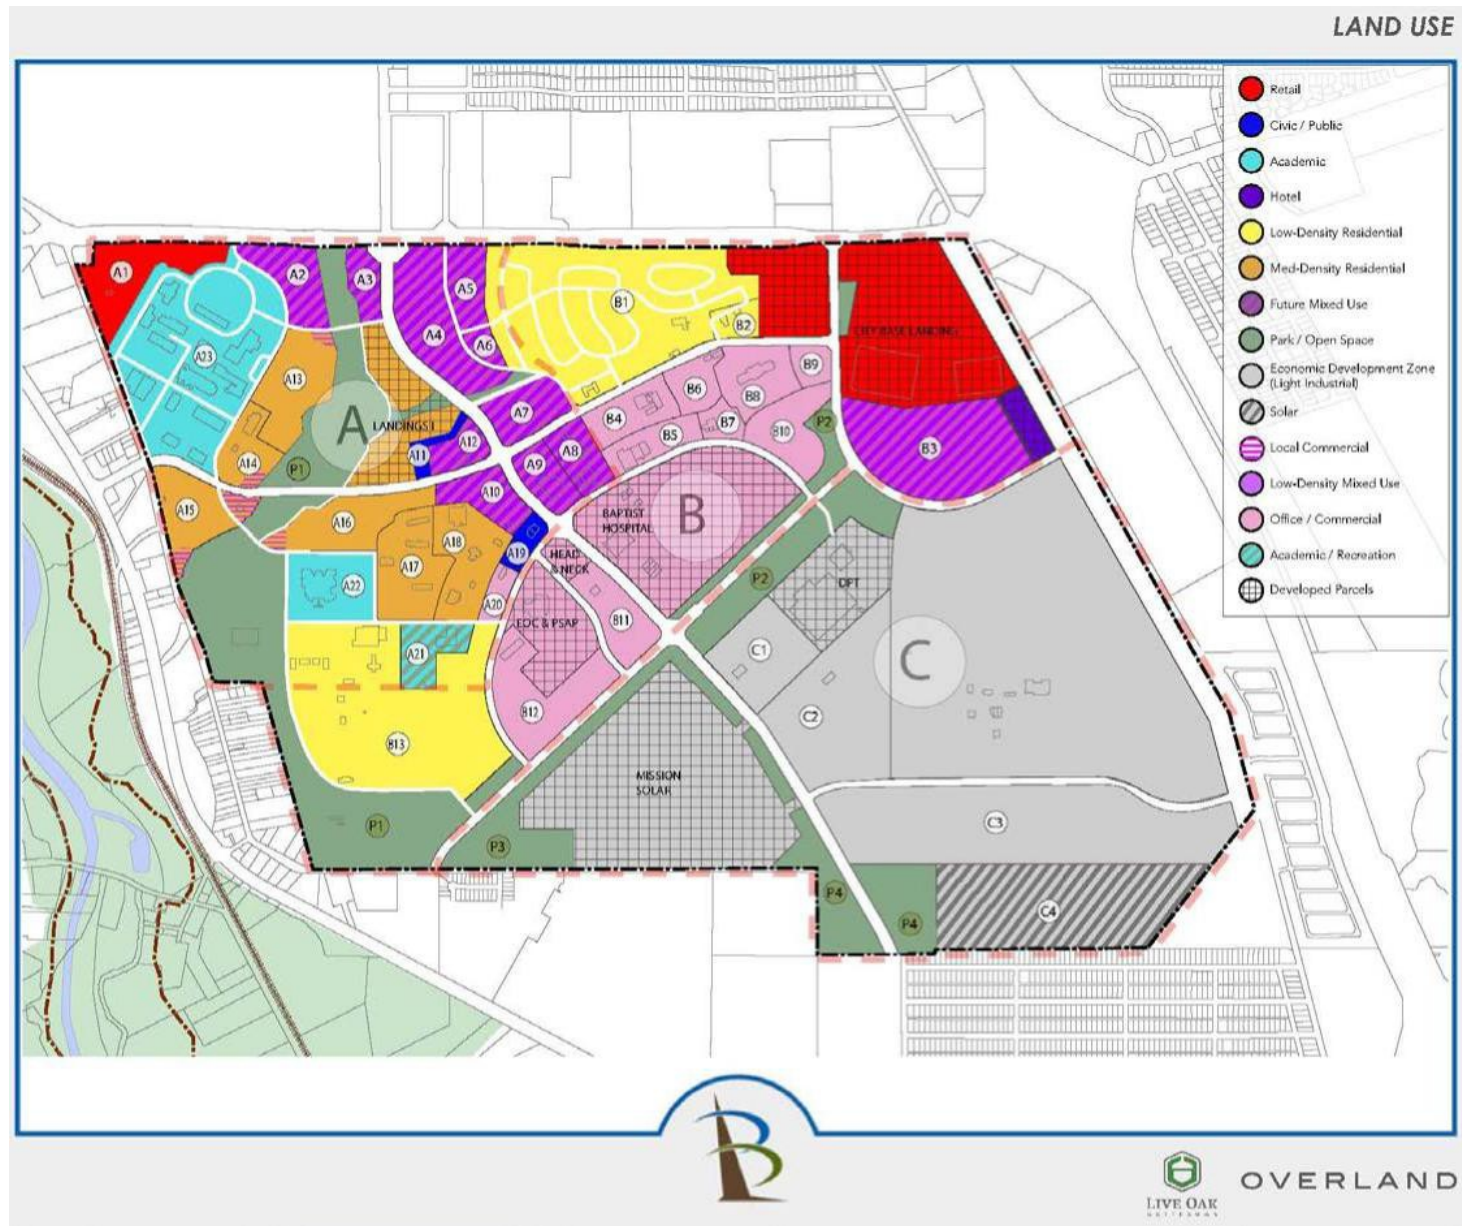 LAND USE
Retail
Civic / Public
Academic
Hotel
Low-Density Residential
Med-Density Residential
Future Mixed Use
Park / Open Space
Economic Development Zone
(Light Industrial)
Solar
Local Commercial
Low-Density Mixed Use
Office / Commercial
Academic / Recreation
Developed Parcels
A1
A2
A3
A5
A4
A6
A23
A13
B1
B2
CITY BASE LANDING
B9
B6
B8
B4
B7
B5
B10
P2
B3
A
LANDINGS I
A7
A12
A11
A8
A9
A14
P1
A10
A15
A16
A18
A17
A19
A22
A20
BAPTIST
HOSPITAL
B
HEAD
& NECK
P2
DPT
EOC & PSAP
B11
A21
C1
C
C2
B12
B13
MISSION
SOLAR
P1
P3
C3
P4
P4
C4
B
LIVE OAK
OVERLAND